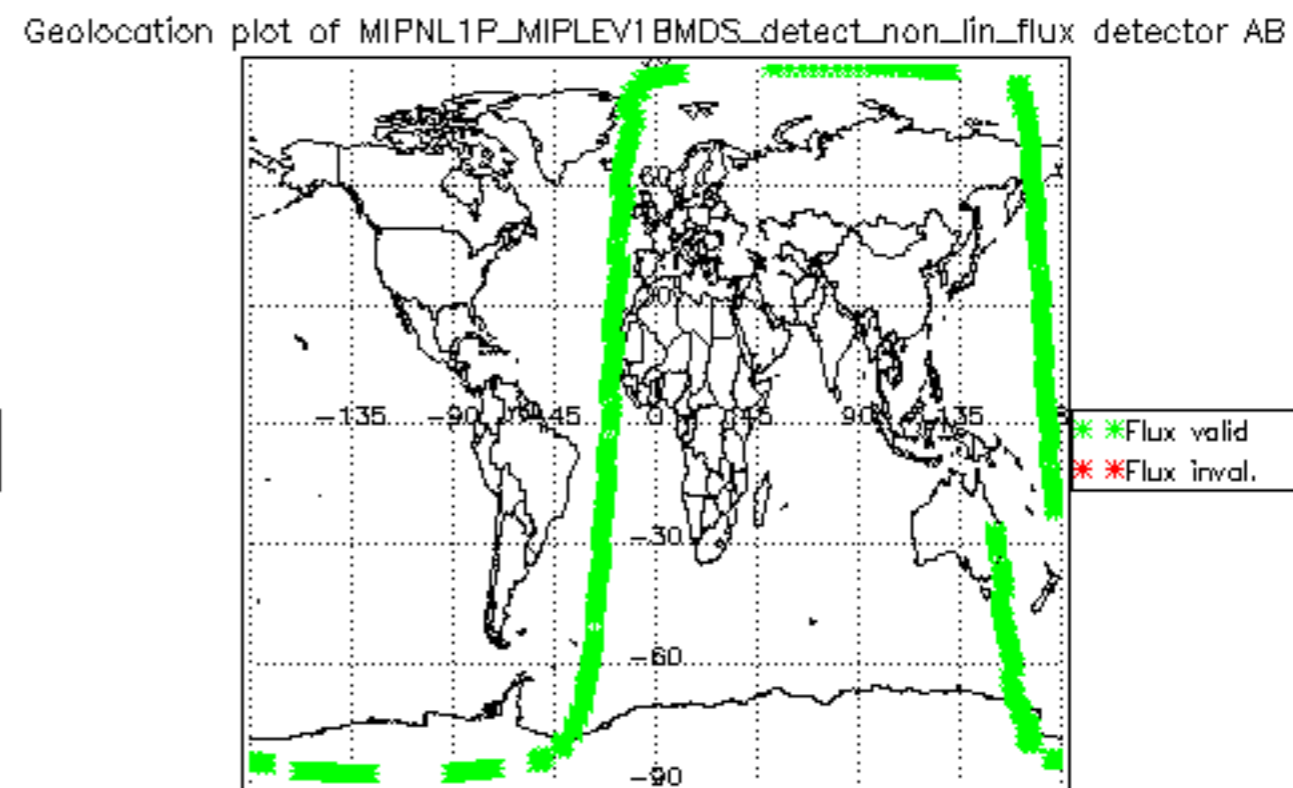 Geolocation plot of MIPNL1P_MIPLEV1BMDS_detect_non_lin_flux detector AB
60
-135 -90 -45 0 45 90 135
Flux valid
Flux inval.
-30
-60
-90